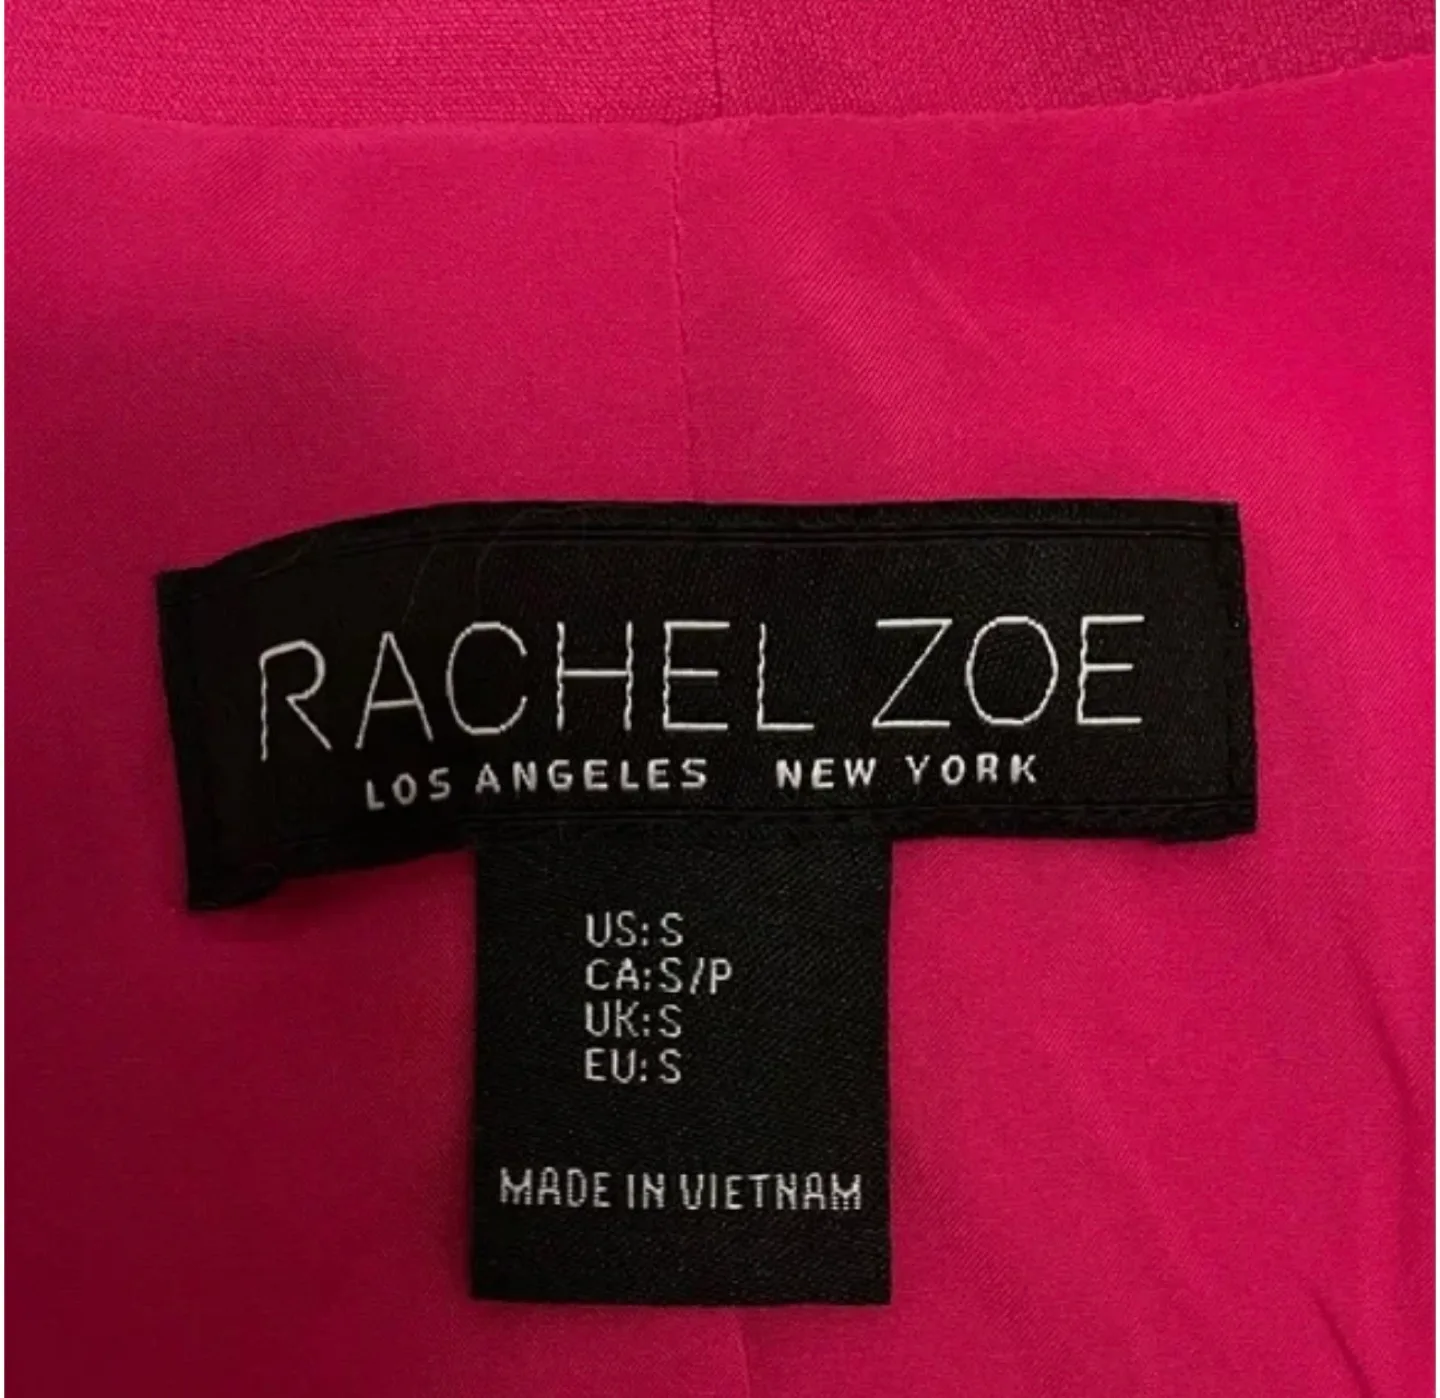 RACHEL ZOE
LOS ANGELES NEW YORK
US: S
CA: S/P
UK: S
EU: S
MADE IN VIETNAM